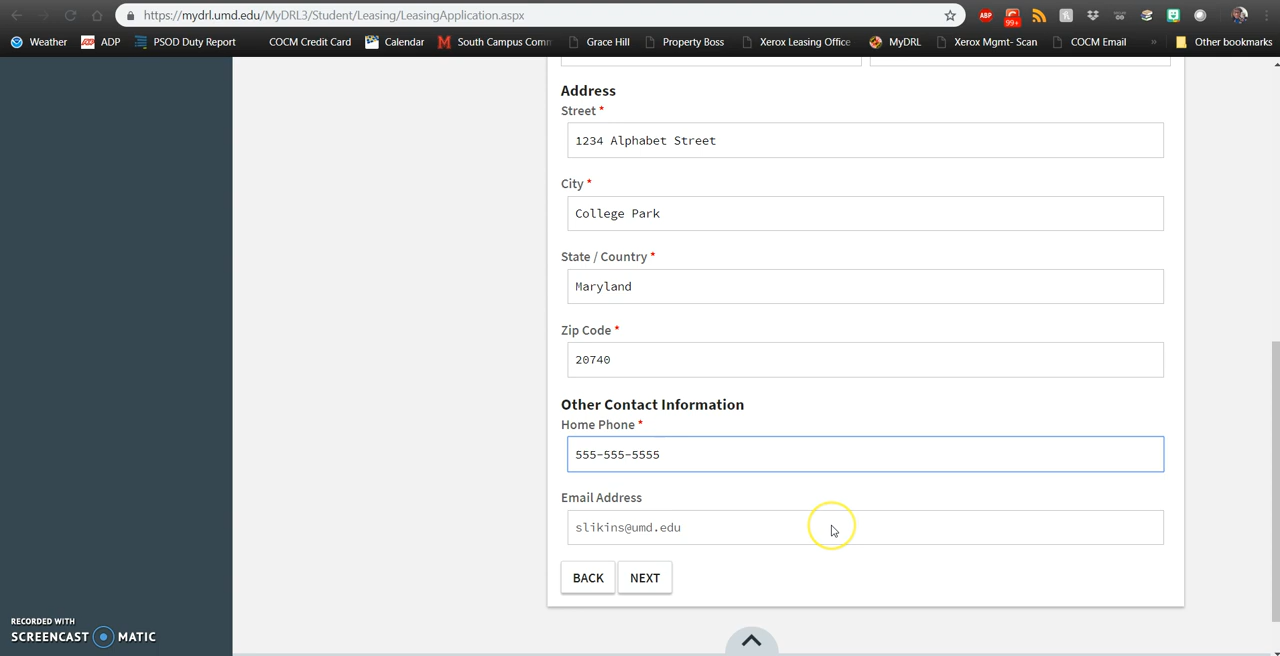 https://mydrl.umd.edu/MyDRL3/Student/Leasing/LeasingApplication.aspx
ABP
99+
Weather ADP PSOD Duty Report COCM Credit Card Calendar South Campus Comm Grace Hill Property Boss Xerox Leasing Office MyDRL Xerox Mgmt- Scan COCM Email » Other bookmarks
Address
Street *
1234 Alphabet Street
City *
College Park
State / Country *
Maryland
Zip Code *
20740
Other Contact Information
Home Phone *
555-555-5555
Email Address
slikins@umd.edu
BACK NEXT
RECORDED WITH
SCREENCAST MATIC